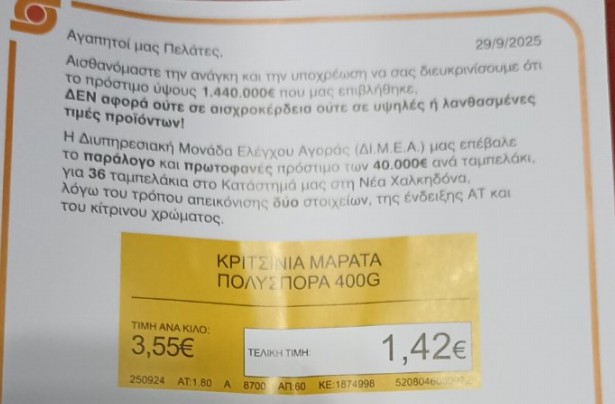 Αγαπητοί μας Πελάτες,
29/9/2025
Αισθανόμαστε την ανάγκη και την υποχρέωση να σας διευκρινίσουμε ότι
το πρόστιμο ύψους 1.440.000€ που μας επιβλήθηκε,
ΔΕΝ αφορά ούτε σε αισχροκέρδεια ούτε σε υψηλές ή λανθασμένες
τιμές προϊόντων!
Η Διυπηρεσιακή Μονάδα Ελέγχου Αγοράς (ΔΙ.Μ.Ε.Α.) μας επέβαλε
το παράλογο και πρωτοφανές πρόστιμο των 40.000€ ανά ταμπελάκι,
για 36 ταμπελάκια στο Κατάστημά μας στη Νέα Χαλκηδόνα,
λόγω του τρόπου απεικόνισης δύο στοιχείων, της ένδειξης ΑΤ και
του κίτρινου χρώματος.
ΚΡΙΤΣΙΝΙΑ ΜΑΡΑΤΑ
ΠΟΛΥΣΠΟΡΑ 400G
ΤΙΜΗ ΑΝΑ ΚΙΛΟ:
3,55€
ΤΕΛΙΚΗ ΤΙΜΗ:
1,42€
250924 ΑΤ:1.80 Α 8700 ΑΠ.60 ΚΕ:1874998